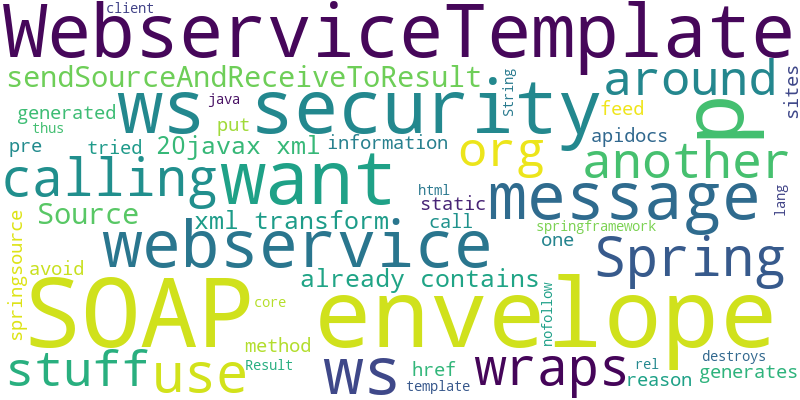 client
WebserviceTemplate
sendSourceAndReceiveToResult
string
around
sites
generated
java
ws security
feed
p
thus
put
pre
tried
20javax xml
information
org
apidocs
another
calling
want
html
static
message
lang
Source
xml transform
call
springframework
webservice
one
Spring
springsource
avoid
already contains
SOAP envelope
core
nofollow
method
stuff
use
Result
ws
href
template
wraps
rel
reason
destroys
generates